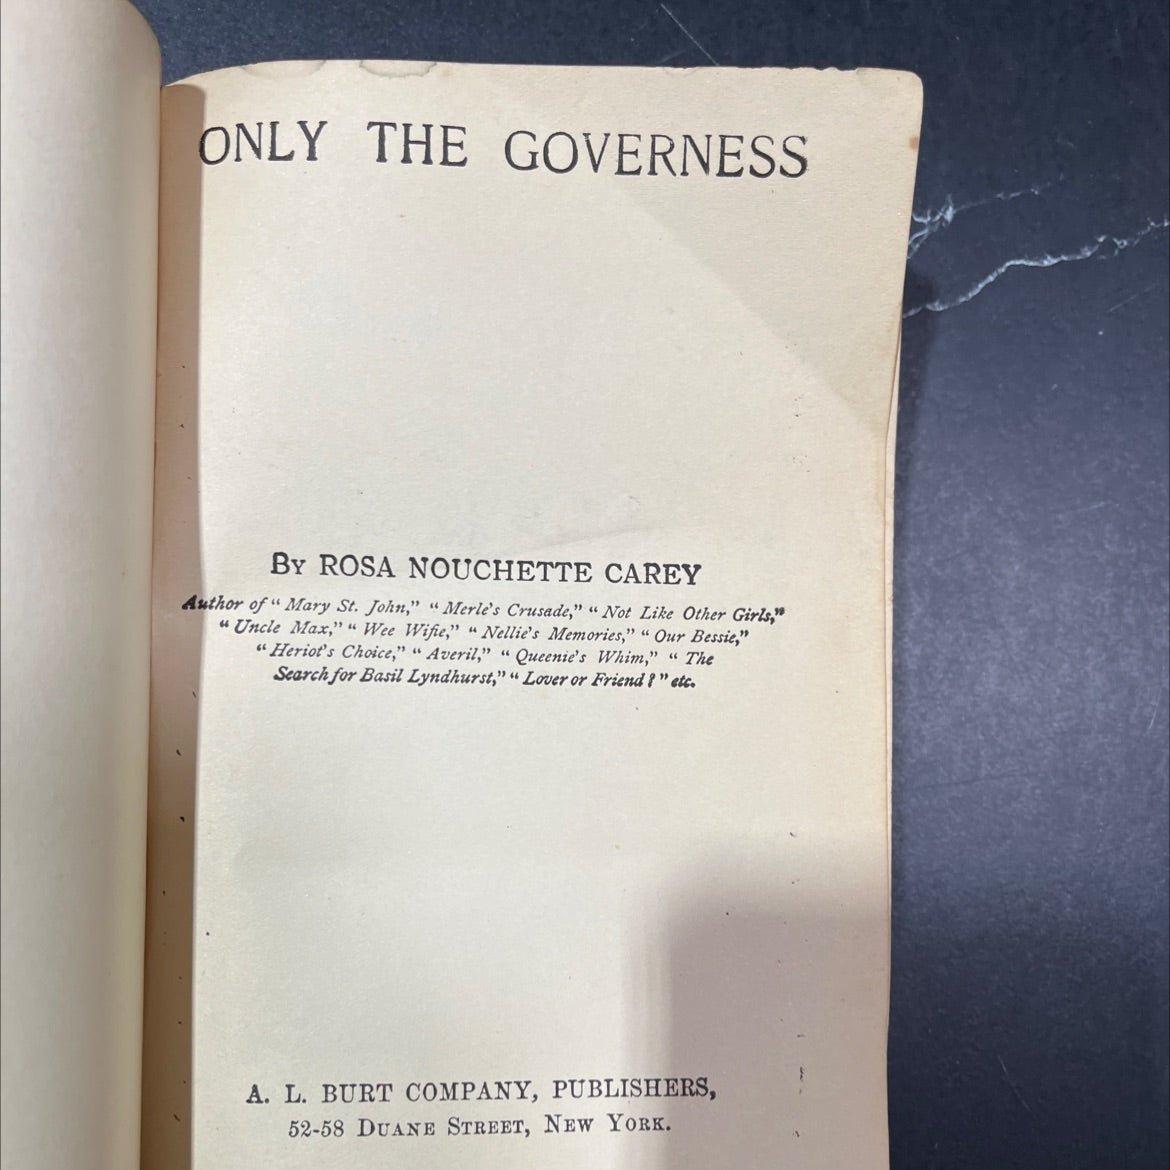 ONLY THE GOVERNESS
By ROSA NOUCHETTE CAREY
Author of “ Mary St. John,” “ Merle's Crusade,” “ Not Like Other Girls,”
“ Uncle Max,” “ Wee Wifie,” “ Nellie's Memories,” “ Our Bessie,”
“ Heriot's Choice,” “ Averil,” “ Queenie's Whim,” “ The
Search for Basil Lyndhurst,” “ Lover or Friend ? ” etc.
A. L. BURT COMPANY, PUBLISHERS,
52-58 DUANE STREET, NEW YORK.